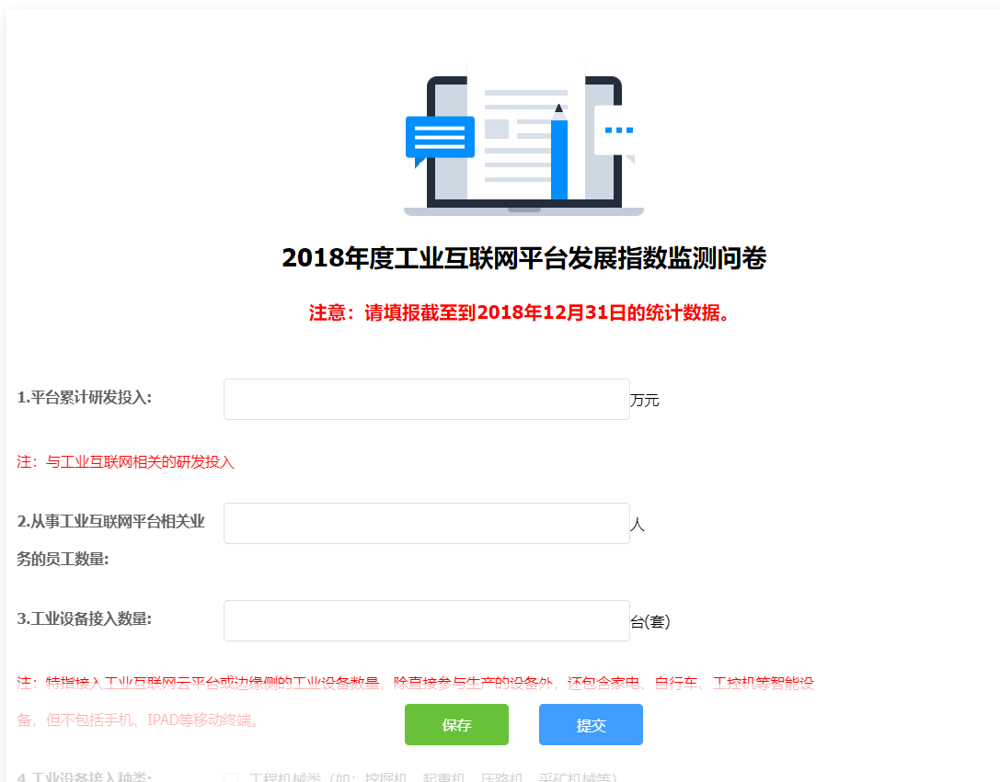 2018年度工业互联网平台发展指数监测问卷
注意：请填报截至到2018年12月31日的统计数据。
1.平台累计研发投入:
万元
注：与工业互联网相关的研发投入
2.从事工业互联网平台相关业
务的员工数量:
人
3.工业设备接入数量:
台(套)
注：特指接入工业互联网云平台或边缘侧的工业设备数量，除直接参与生产的设备外，还包含家电、自行车、工控机等智能设
备，但不包括手机、IPAD等移动终端。
保存
提交
4.工业设备接入种类:
工程机械类（如：挖掘机、起重机、压路机、采矿机械等）